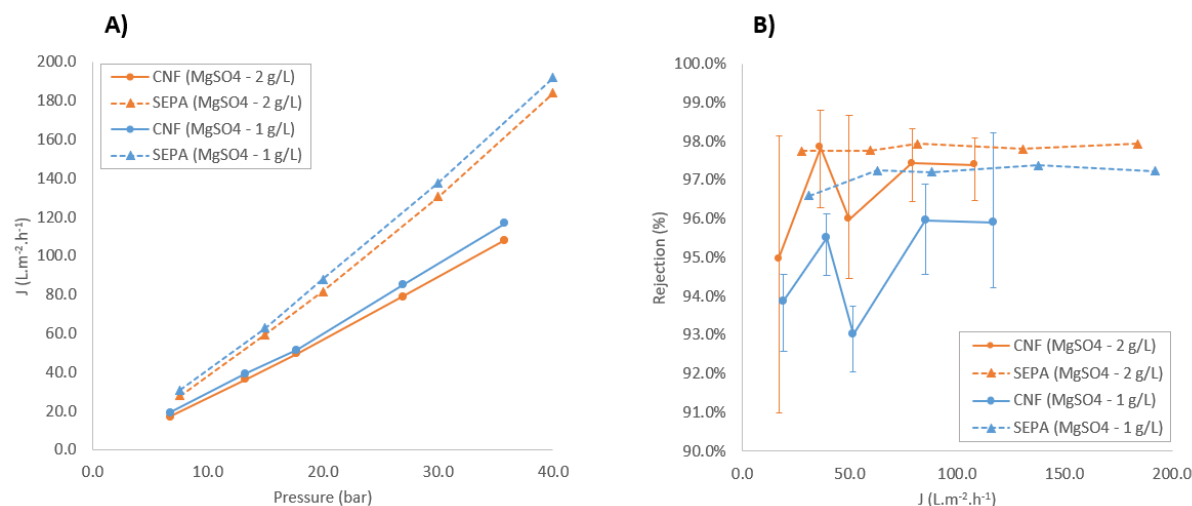 A)
200.0
180.0
160.0
140.0
120.0
100.0
80.0
60.0
40.0
20.0
0.0
J (L.m⁻².h⁻¹)
CNF (MgSO4 - 2 g/L)
SEPA (MgSO4 - 2 g/L)
CNF (MgSO4 - 1 g/L)
SEPA (MgSO4 - 1 g/L)
0.0 10.0 20.0 30.0 40.0
Pressure (bar)
B)
100.0%
99.0%
98.0%
97.0%
96.0%
95.0%
94.0%
93.0%
92.0%
91.0%
90.0%
Rejection (%)
CNF (MgSO4 - 2 g/L)
SEPA (MgSO4 - 2 g/L)
CNF (MgSO4 - 1 g/L)
SEPA (MgSO4 - 1 g/L)
0.0 50.0 100.0 150.0 200.0
J (L.m⁻².h⁻¹)